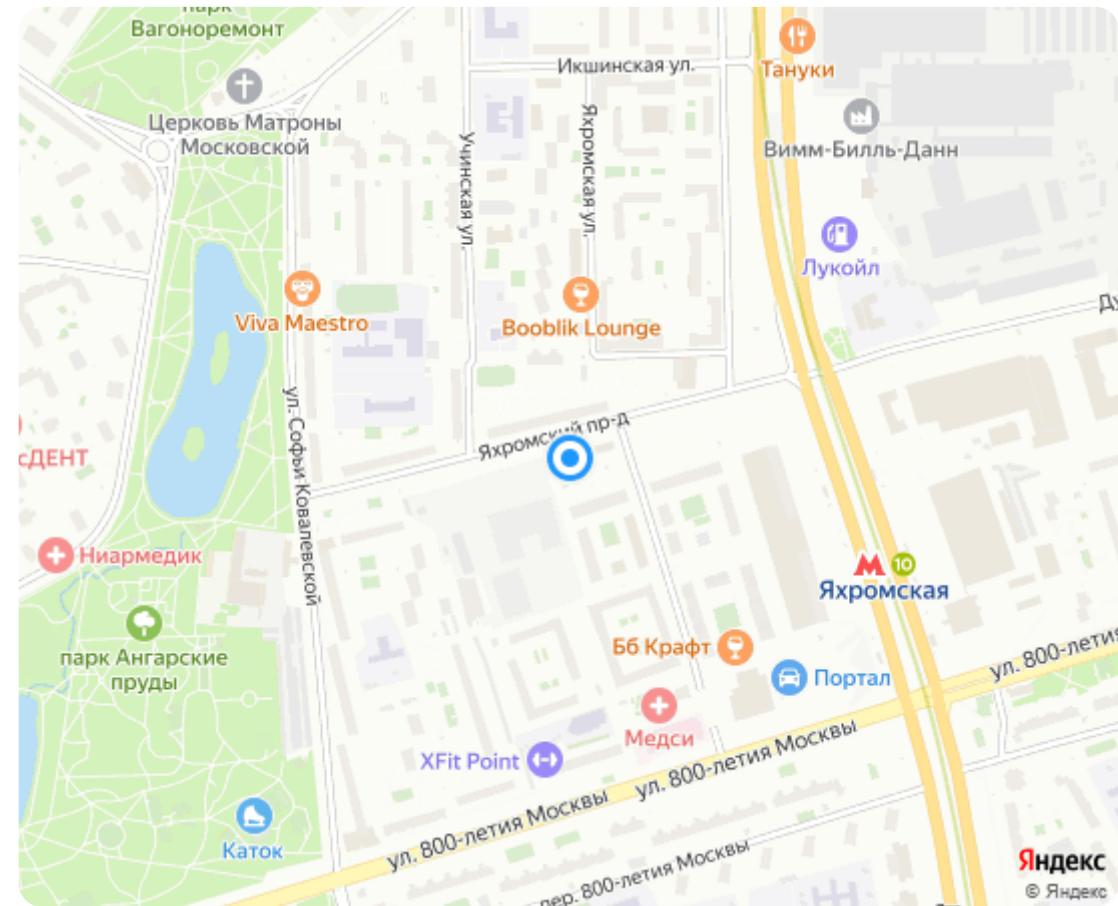 парк
Вагоноремонт
Икшинская ул.
Тануки
Церковь Матроны
Московской
Учинская ул.
Яхромская ул.
Вимм-Билль-Данн
Лукойл
Viva Maestro
Booblik Lounge
Ду
ул. Софьи Ковалевской
Яхромский пр-д
сДЕНТ
Ниармедик
10
Яхромская
парк Ангарские
пруды
Бб Крафт
Портал
ул. 800-летия
Медси
XFit Point
ул. 800-летия Москвы
ул. 800-летия Москвы
Каток
пер. 800-летия Москвы
Яндекс
© Яндекс